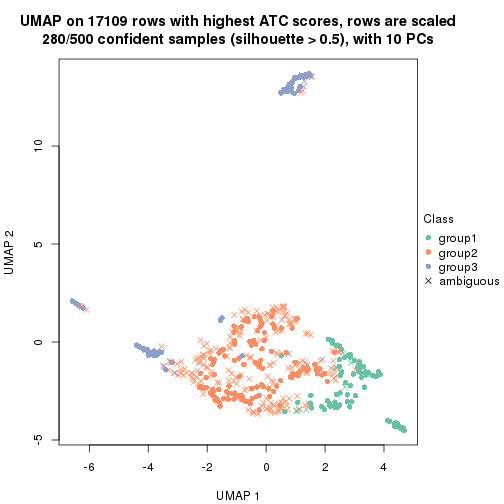 UMAP on 17109 rows with highest ATC scores, rows are scaled
280/500 confident samples (silhouette > 0.5), with 10 PCs
10
5
0
-5
UMAP 2
-6
-4
-2
0
2
4
UMAP 1
Class
group1
group2
group3
ambiguous